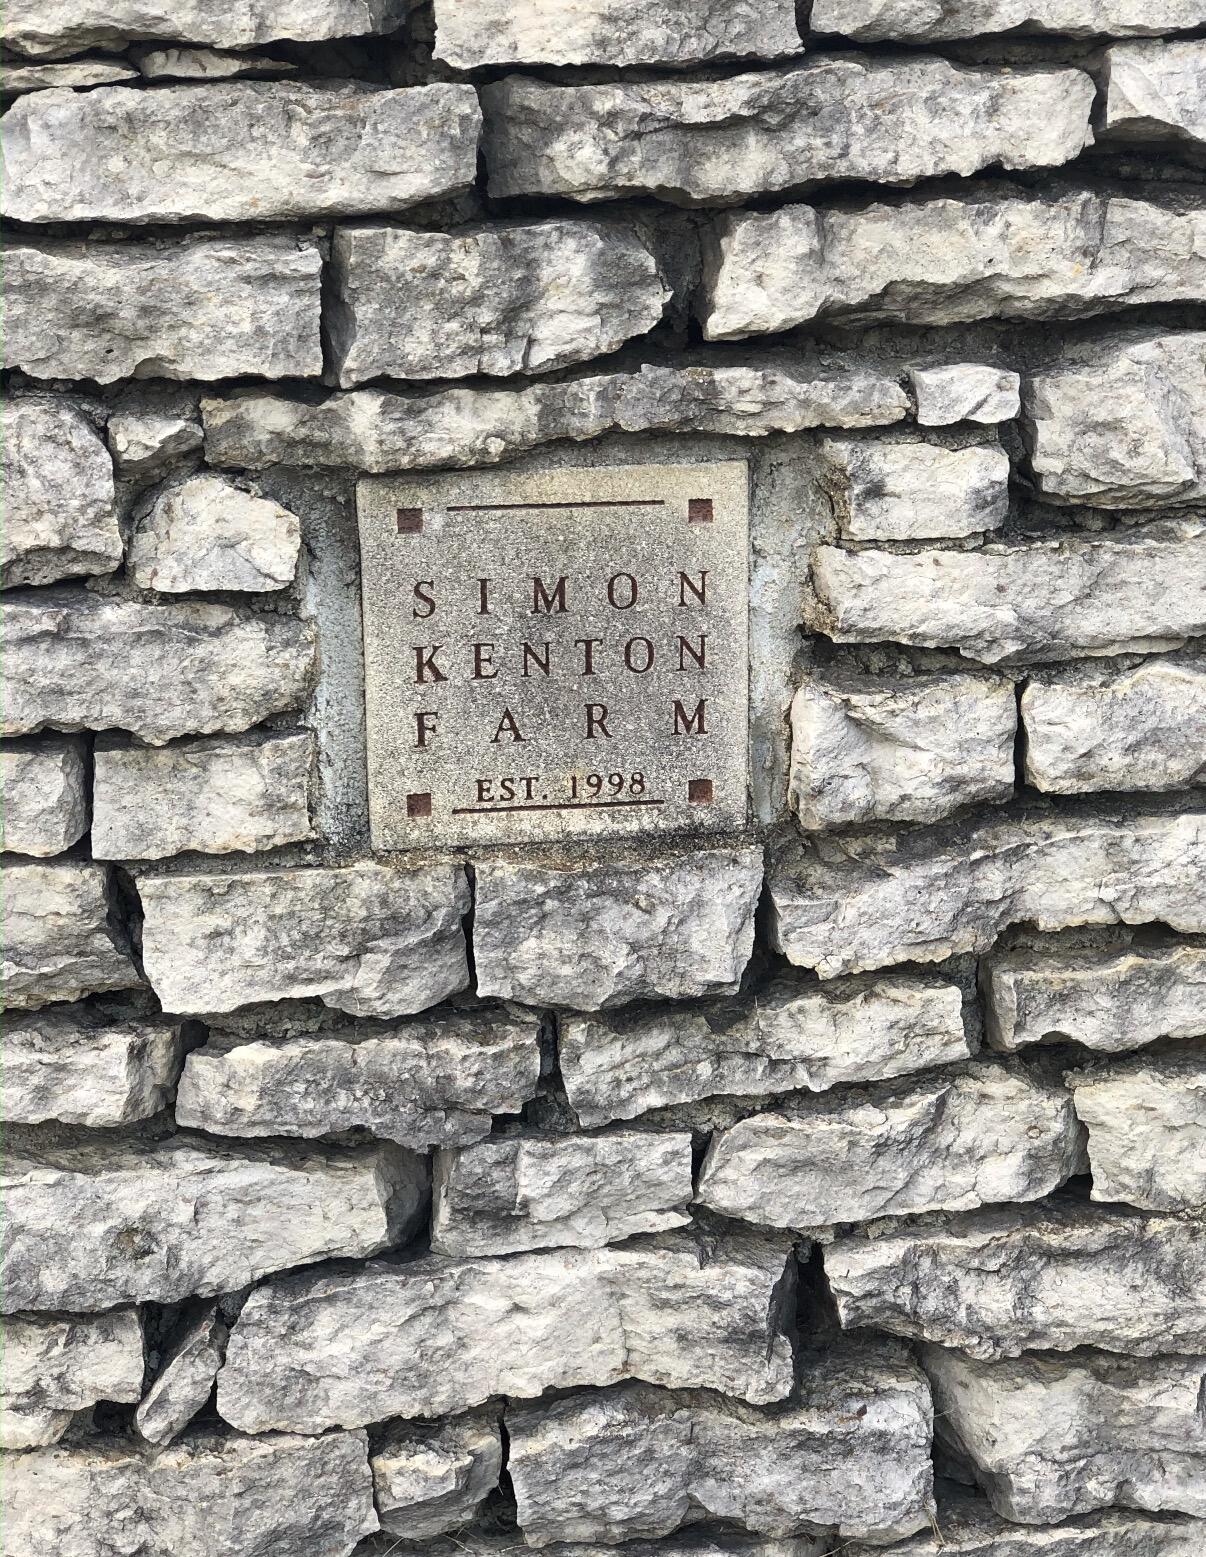 SIMON
KENTON
FARM
EST. 1998